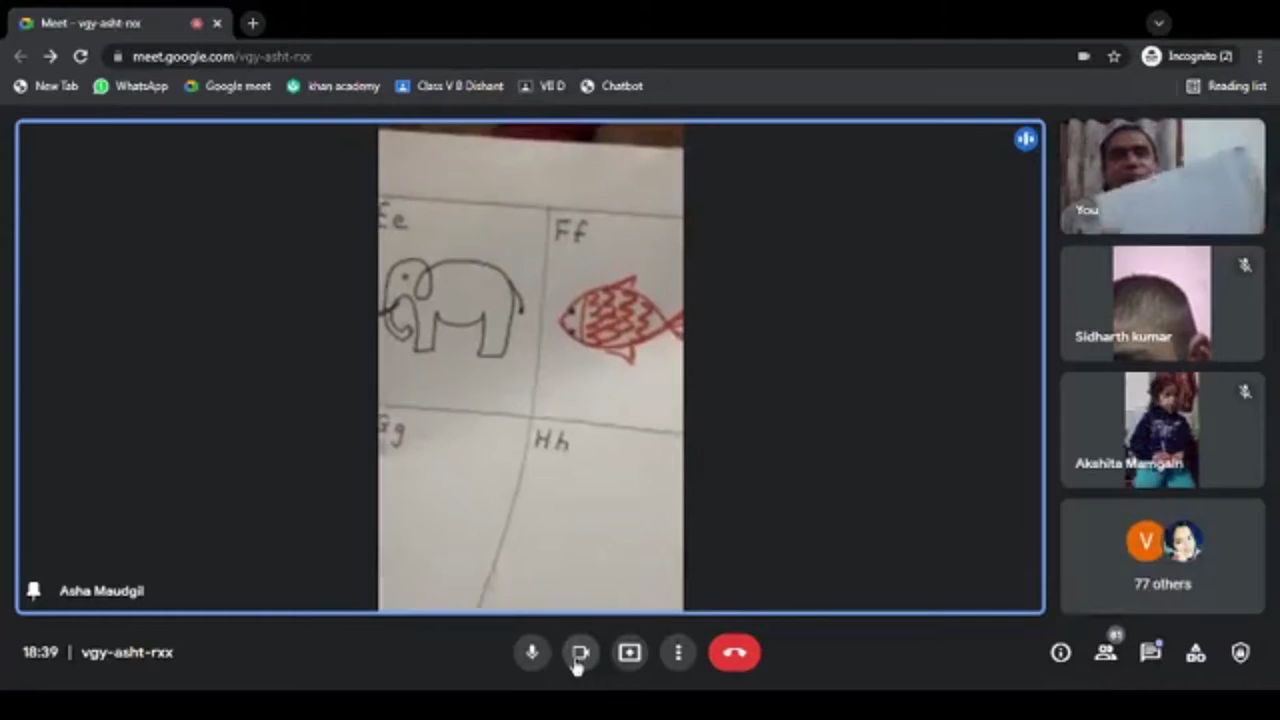 Meet - vgy-asht-rxx
meet.google.com/vgy-asht-rxx
Incognito (2)
New Tab
WhatsApp
Google meet
khan academy
Class V B Dishant
VII D
Chatbot
Reading list
Ee
Ff
Gg
Hh
Asha Maudgil
You
Sidharth kumar
Akshita Mamgain
V
77 others
18:39 | vgy-asht-rxx
81